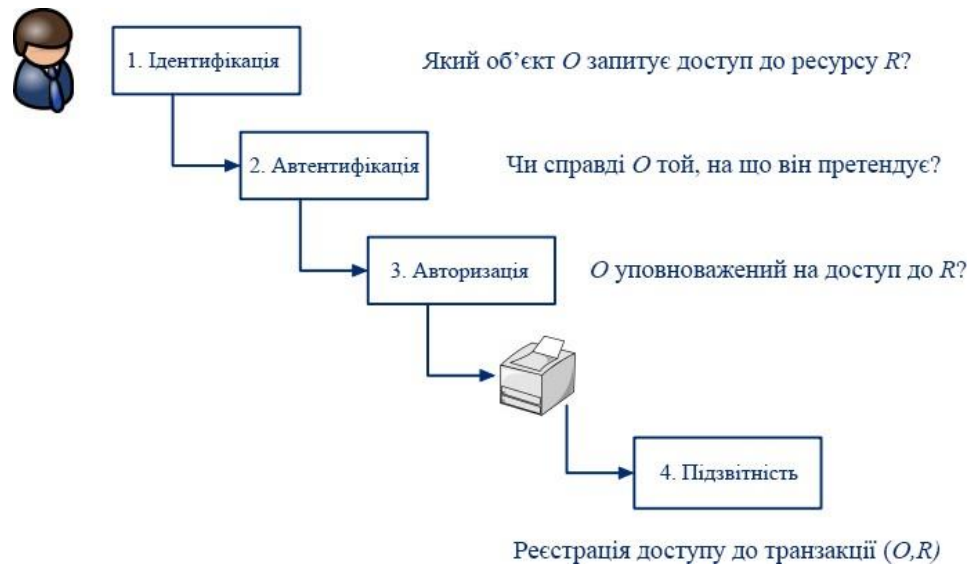 1. Ідентифікація
Який об’єкт O запитує доступ до ресурсу R?
2. Автентифікація
Чи справді O той, на що він претендує?
3. Авторизація
O уповноважений на доступ до R?
4. Підзвітність
Реєстрація доступу до транзакції (O,R)